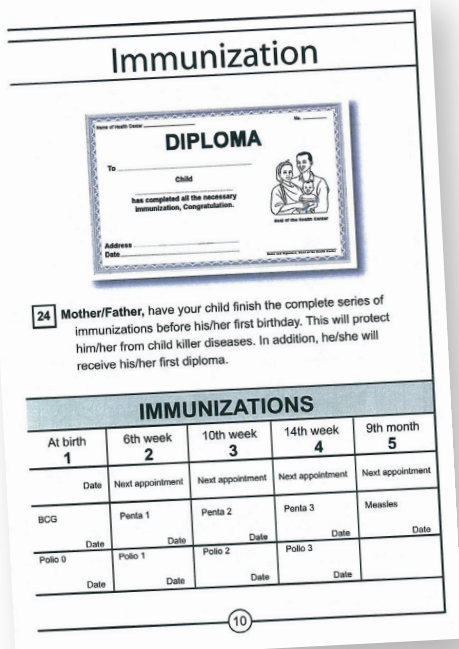 Immunization
Name of Health Center
No.
DIPLOMA
To
Child
has completed all the necessary
immunization, Congratulation.
Seal of the Health Center
Address
Date
24 Mother/Father, have your child finish the complete series of
immunizations before his/her first birthday. This will protect
him/her from child killer diseases. In addition, he/she will
receive his/her first diploma.
IMMUNIZATIONS
At birth 6th week 10th week 14th week 9th month
1 2 3 4 5
Date Next appointment Next appointment Next appointment Next appointment
BCG Penta 1 Penta 2 Penta 3 Measles
Date Date Date Date Date
Polio 0 Polio 1 Polio 2 Polio 3
Date Date Date Date
10